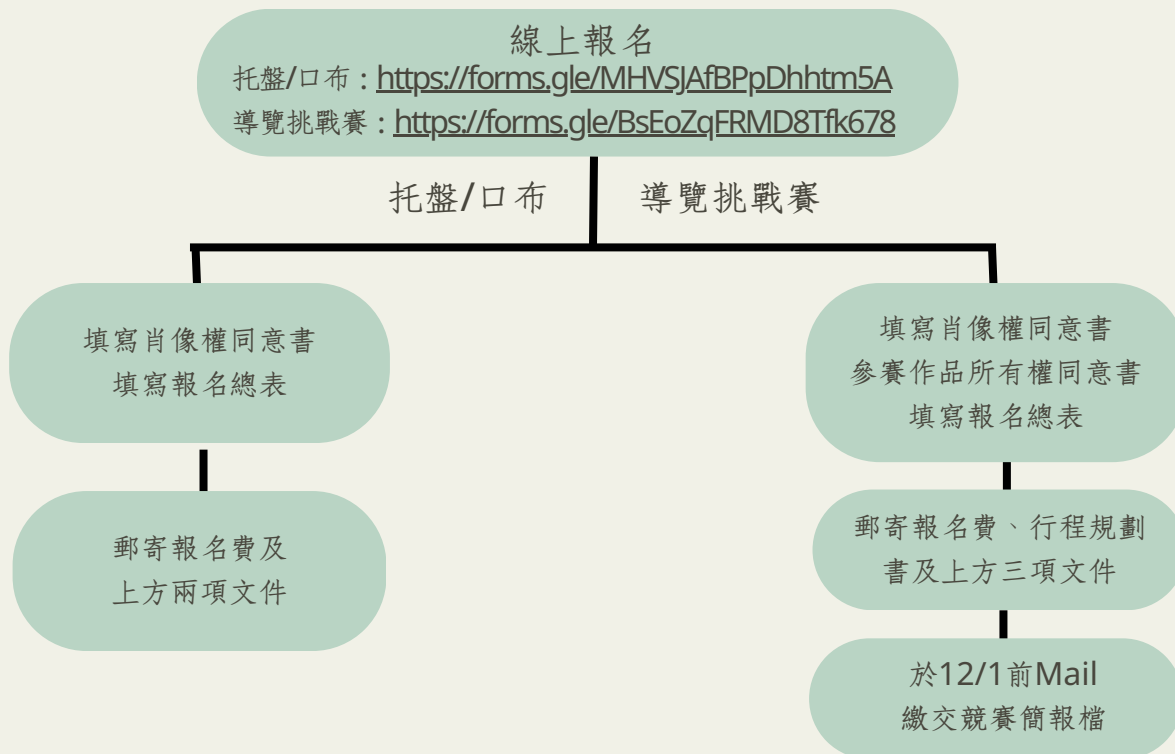 線上報名
托盤/口布：https://forms.gle/MHVSJAfBPpDhhtm5A
導覽挑戰賽：https://forms.gle/BsEoZqFRMD8Tfk678
托盤/口布
導覽挑戰賽
填寫肖像權同意書
填寫報名總表
郵寄報名費及
上方兩項文件
填寫肖像權同意書
參賽作品所有權同意書
填寫報名總表
郵寄報名費、行程規劃
書及上方三項文件
於12/1前Mail
繳交競賽簡報檔